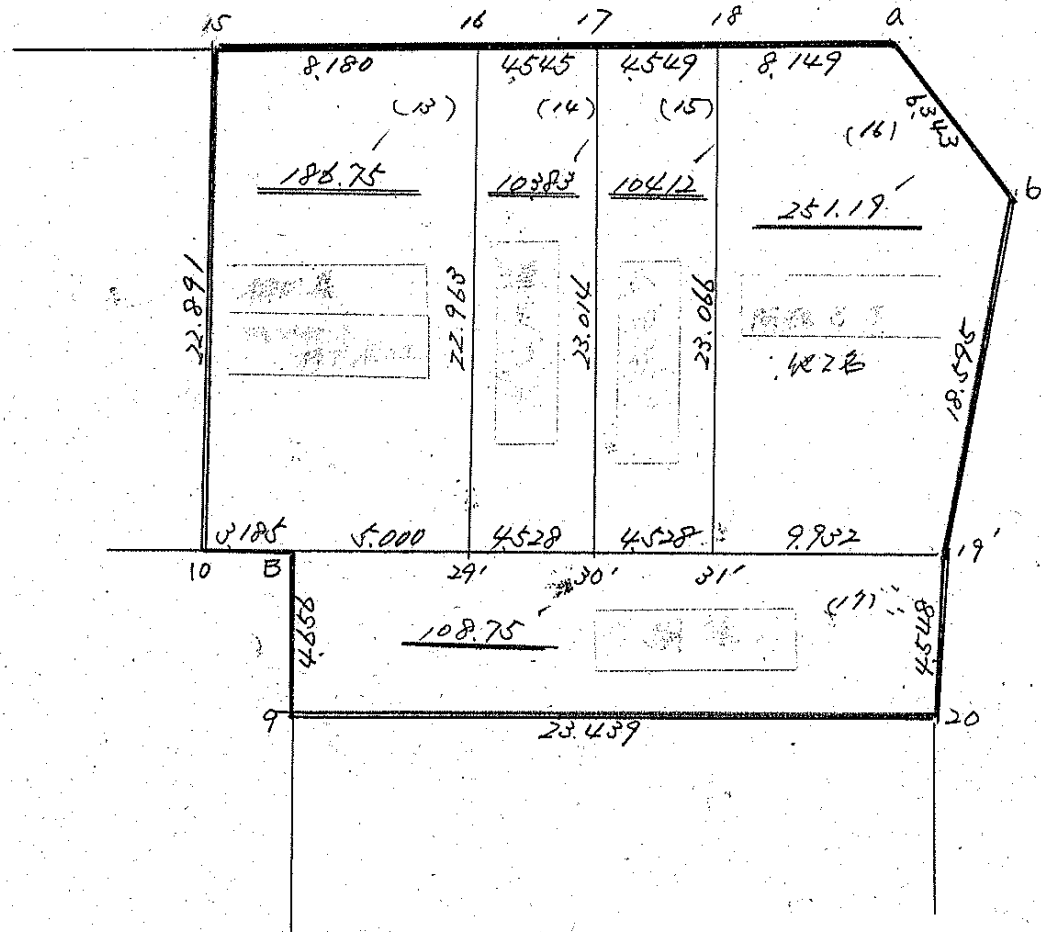 15 16 17 18 a
8.180 4.545 4.549 8.149
6.343
(13) (14) (15) (16)
186.75 103.83 104.12 251.19
b
22.891 22.963 23.014 23.066 18.595
3.185 5.000 4.528 4.528 9.932
10 B 29' 30' 31' 19'
(17)
4.656 108.75 4.548
9 20
23.439